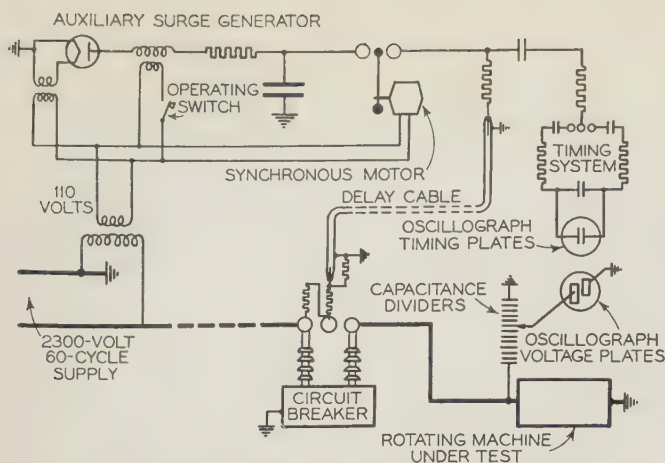 AUXILIARY SURGE GENERATOR
OPERATING
SWITCH
SYNCHRONOUS MOTOR
TIMING
SYSTEM
110
VOLTS
DELAY CABLE
OSCILLOGRAPH
TIMING PLATES
CAPACITANCE
DIVIDERS
OSCILLOGRAPH
VOLTAGE PLATES
2300-VOLT
60-CYCLE
SUPPLY
CIRCUIT
BREAKER
ROTATING MACHINE
UNDER TEST